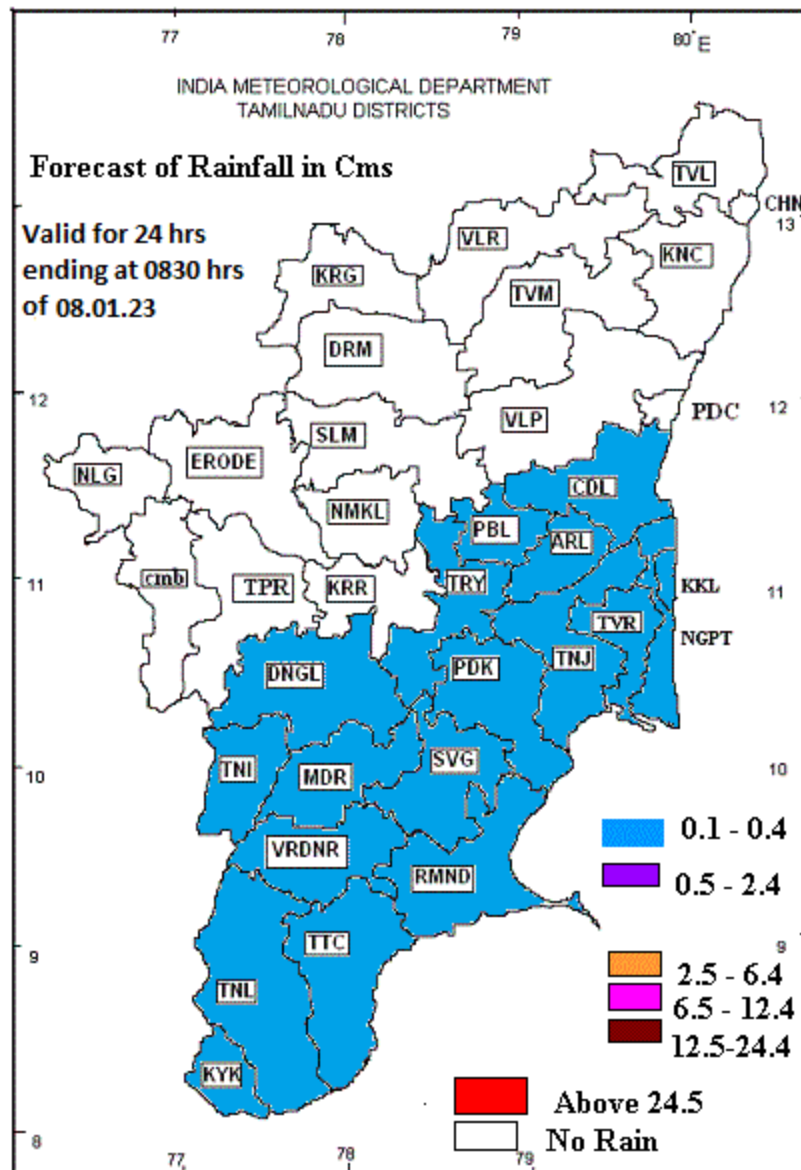 77 78 79 80°E
INDIA METEOROLOGICAL DEPARTMENT
TAMILNADU DISTRICTS
Forecast of Rainfall in Cms
TVL
CHN
13
Valid for 24 hrs
ending at 0830 hrs
of 08.01.23
VLR
KNC
KRG
TVM
DRM
12
12
PDC
VLP
SLM
ERODE
NLG
CDL
NMKL
PBL
ARL
11
cmb
TPR
KRR
TRY
KKL
11
TVR
NGPT
DNGL
PDK
TNJ
10
TNI
MDR
SVG
10
0.1 - 0.4
VRDNR
RMND
0.5 - 2.4
9
TTC
9
2.5 - 6.4
TNL
6.5 - 12.4
12.5-24.4
KYK
Above 24.5
No Rain
8
77 78 79